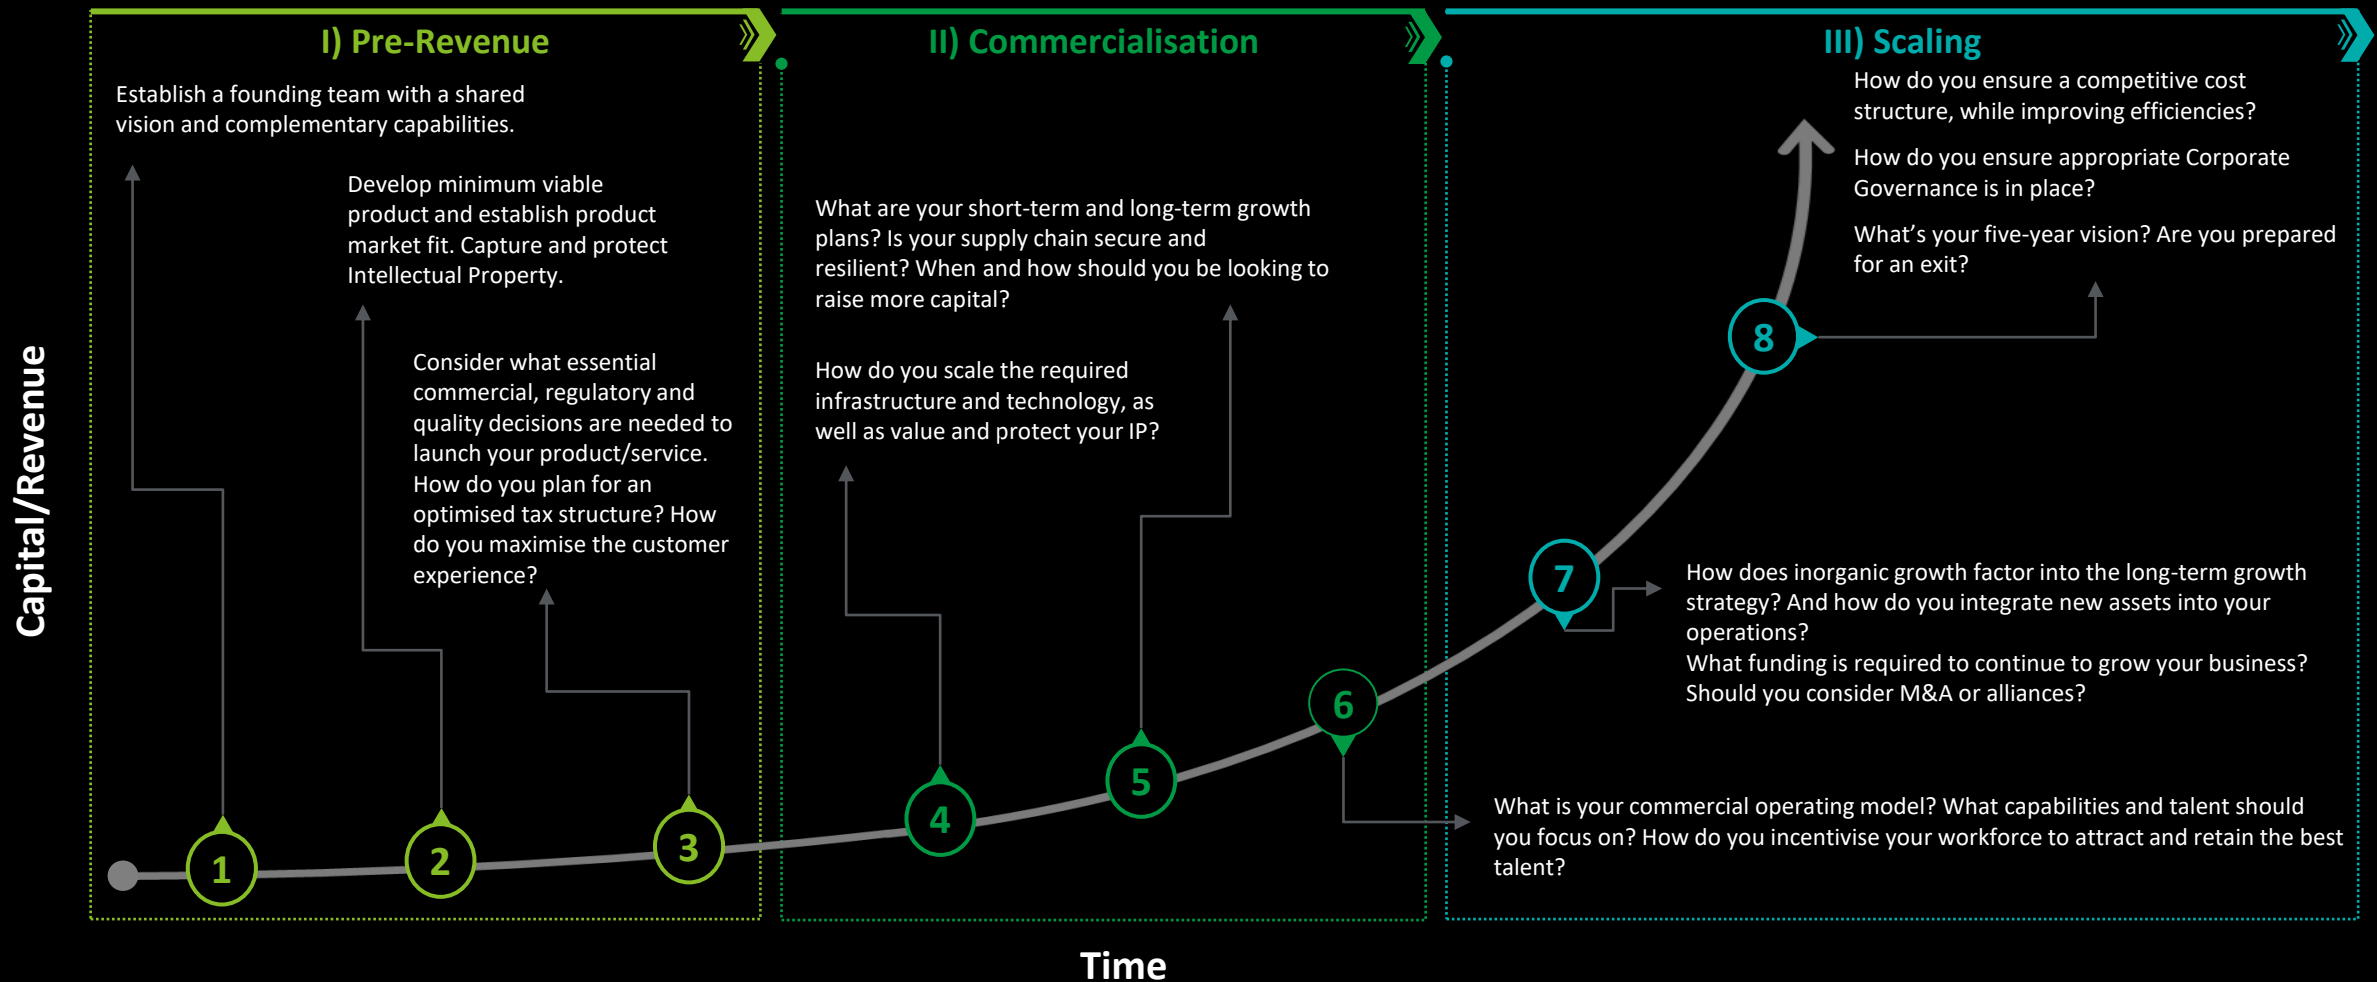 I) Pre-Revenue
II) Commercialisation
III) Scaling
Establish a founding team with a shared
vision and complementary capabilities.
Develop minimum viable
product and establish product
market fit. Capture and protect
Intellectual Property.
Consider what essential
commercial, regulatory and
quality decisions are needed to
launch your product/service.
How do you plan for an
optimised tax structure? How
do you maximise the customer
experience?
What are your short-term and long-term growth
plans? Is your supply chain secure and
resilient? When and how should you be looking to
raise more capital?
How do you scale the required
infrastructure and technology, as
well as value and protect your IP?
How do you ensure a competitive cost
structure, while improving efficiencies?
How do you ensure appropriate Corporate
Governance is in place?
What’s your five-year vision? Are you prepared
for an exit?
How does inorganic growth factor into the long-term growth
strategy? And how do you integrate new assets into your
operations?
What funding is required to continue to grow your business?
Should you consider M&A or alliances?
What is your commercial operating model? What capabilities and talent should
you focus on? How do you incentivise your workforce to attract and retain the best
talent?
1
2
3
4
5
6
7
8
Capital/Revenue
Time